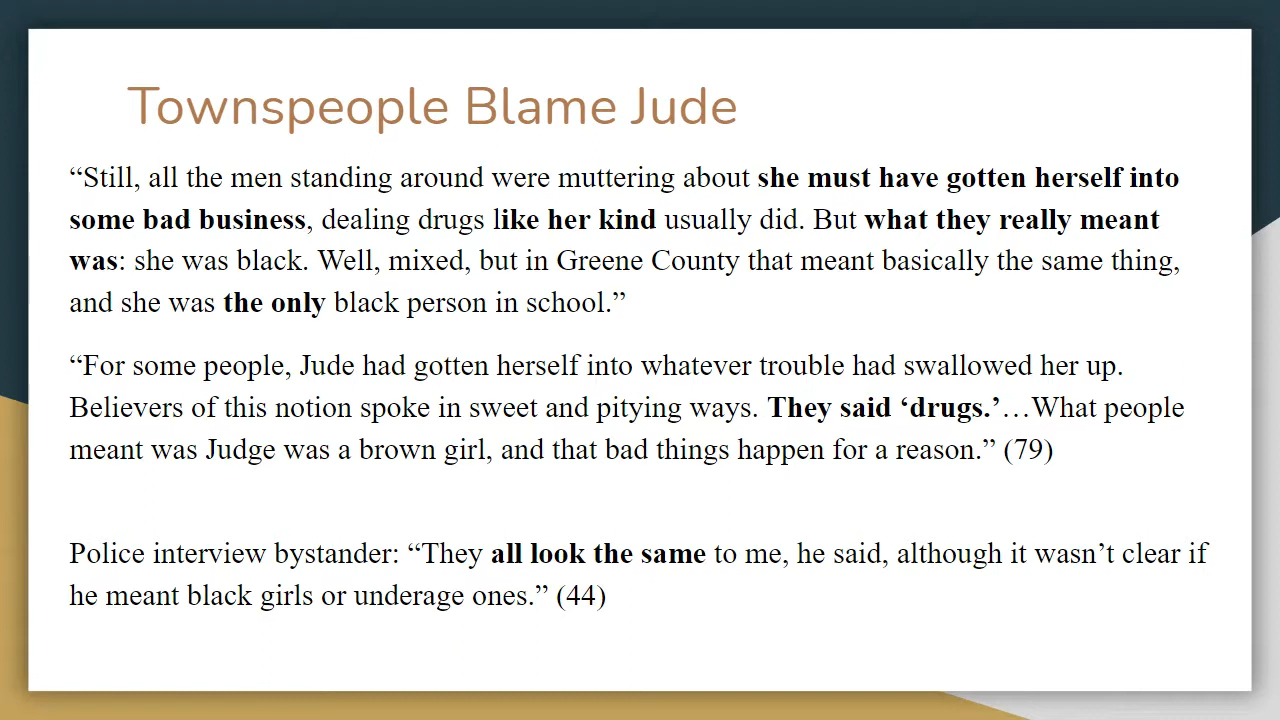 Townspeople Blame Jude
“Still, all the men standing around were muttering about she must have gotten herself into
some bad business, dealing drugs like her kind usually did. But what they really meant
was: she was black. Well, mixed, but in Greene County that meant basically the same thing,
and she was the only black person in school.”
“For some people, Jude had gotten herself into whatever trouble had swallowed her up.
Believers of this notion spoke in sweet and pitying ways. They said ‘drugs.’…What people
meant was Judge was a brown girl, and that bad things happen for a reason.” (79)
Police interview bystander: “They all look the same to me, he said, although it wasn’t clear if
he meant black girls or underage ones.” (44)